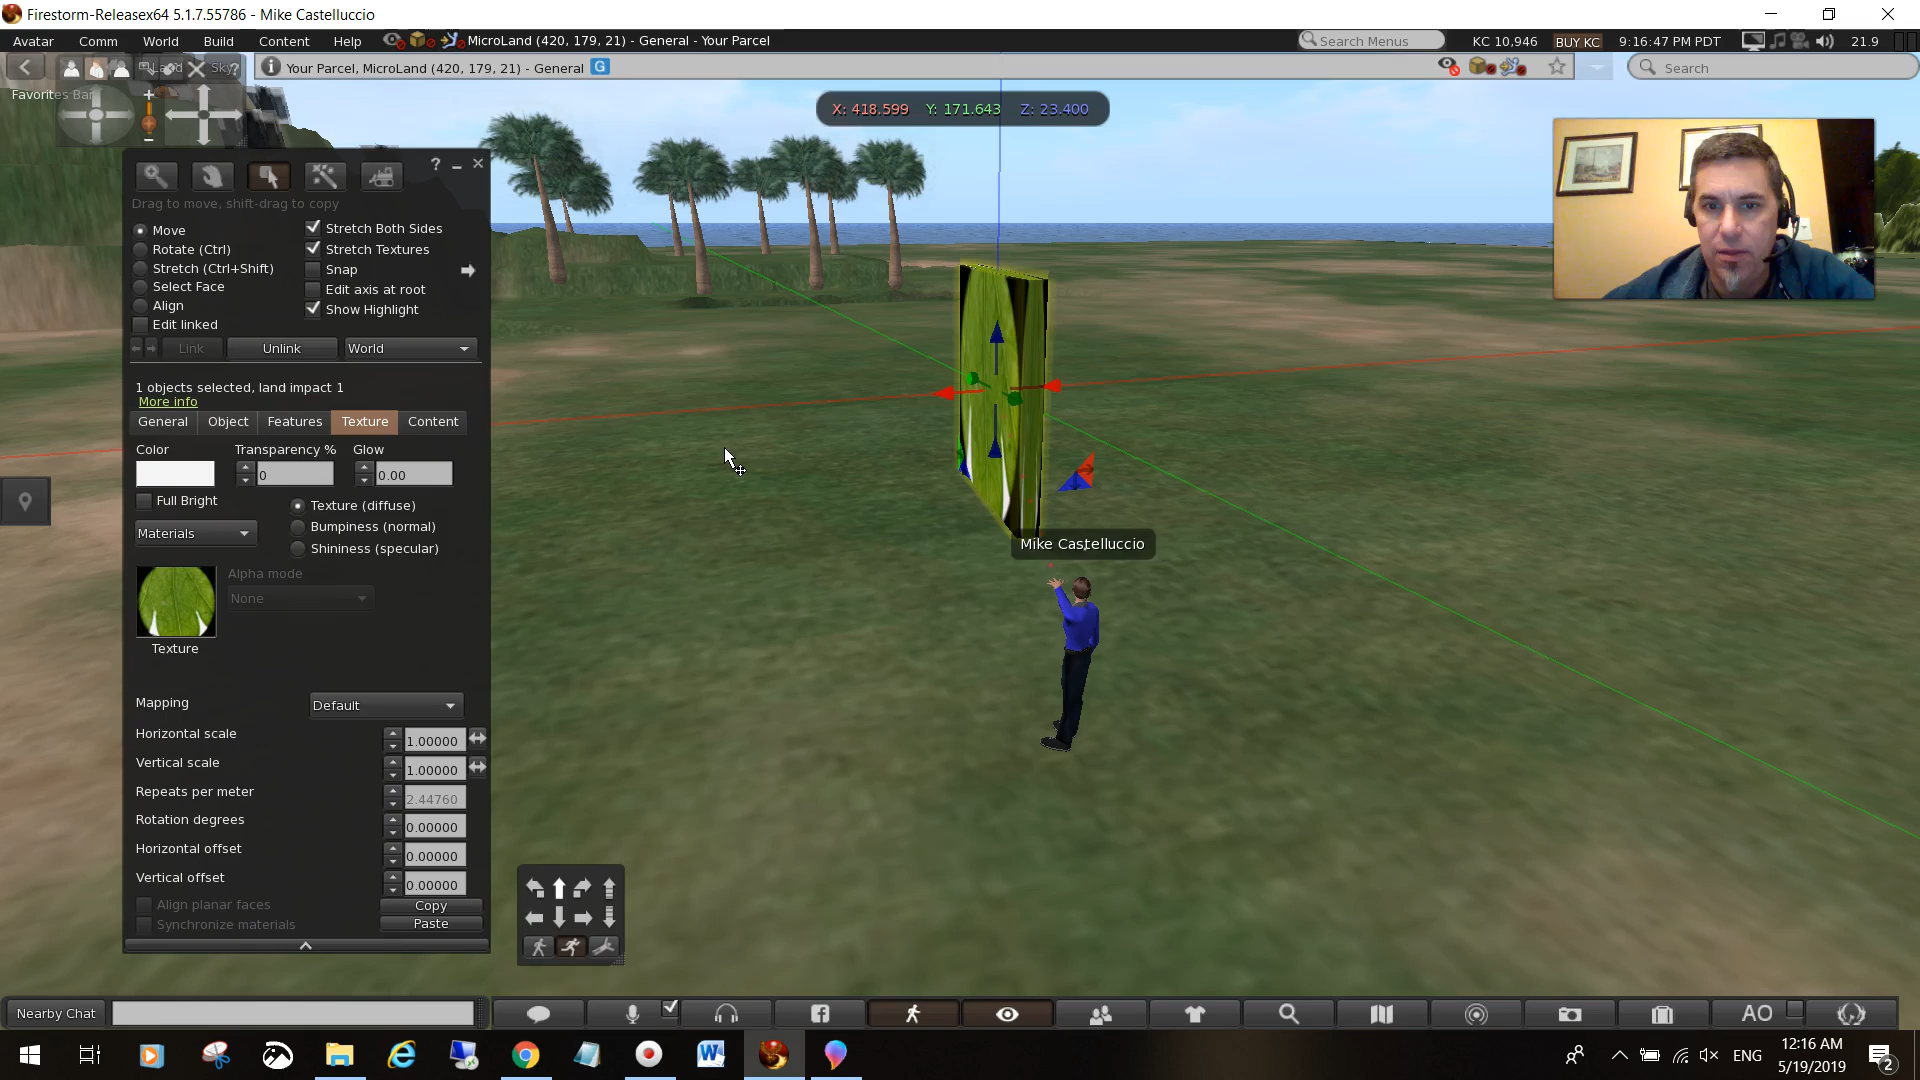 Firestorm-Releasex64 5.1.7.55786 - Mike Castelluccio
Avatar Comm World Build Content Help MicroLand (420, 179, 21) - General - Your Parcel Search Menus KC 10,946 BUY KC 9:16:47 PM PDT 21.9
Land Sky ? Your Parcel, MicroLand (420, 179, 21) - General G Search
Favorites Bar
X: 418.599 Y: 171.643 Z: 23.400
?
Drag to move, shift-drag to copy
Move Stretch Both Sides
Rotate (Ctrl) Stretch Textures
Stretch (Ctrl+Shift) Snap
Select Face Edit axis at root
Align Show Highlight
Edit linked
Link Unlink World
1 objects selected, land impact 1
More info
General Object Features Texture Content
Color Transparency % Glow
0 0.00
Full Bright Texture (diffuse)
Materials Bumpiness (normal)
Shininess (specular)
Alpha mode
None
Texture
Mapping Default
Horizontal scale 1.00000
Vertical scale 1.00000
Repeats per meter 2.44760
Rotation degrees 0.00000
Horizontal offset 0.00000
Vertical offset 0.00000
Align planar faces Copy
Synchronize materials Paste
Mike Castelluccio
Nearby Chat AO
ENG 12:16 AM
5/19/2019 2